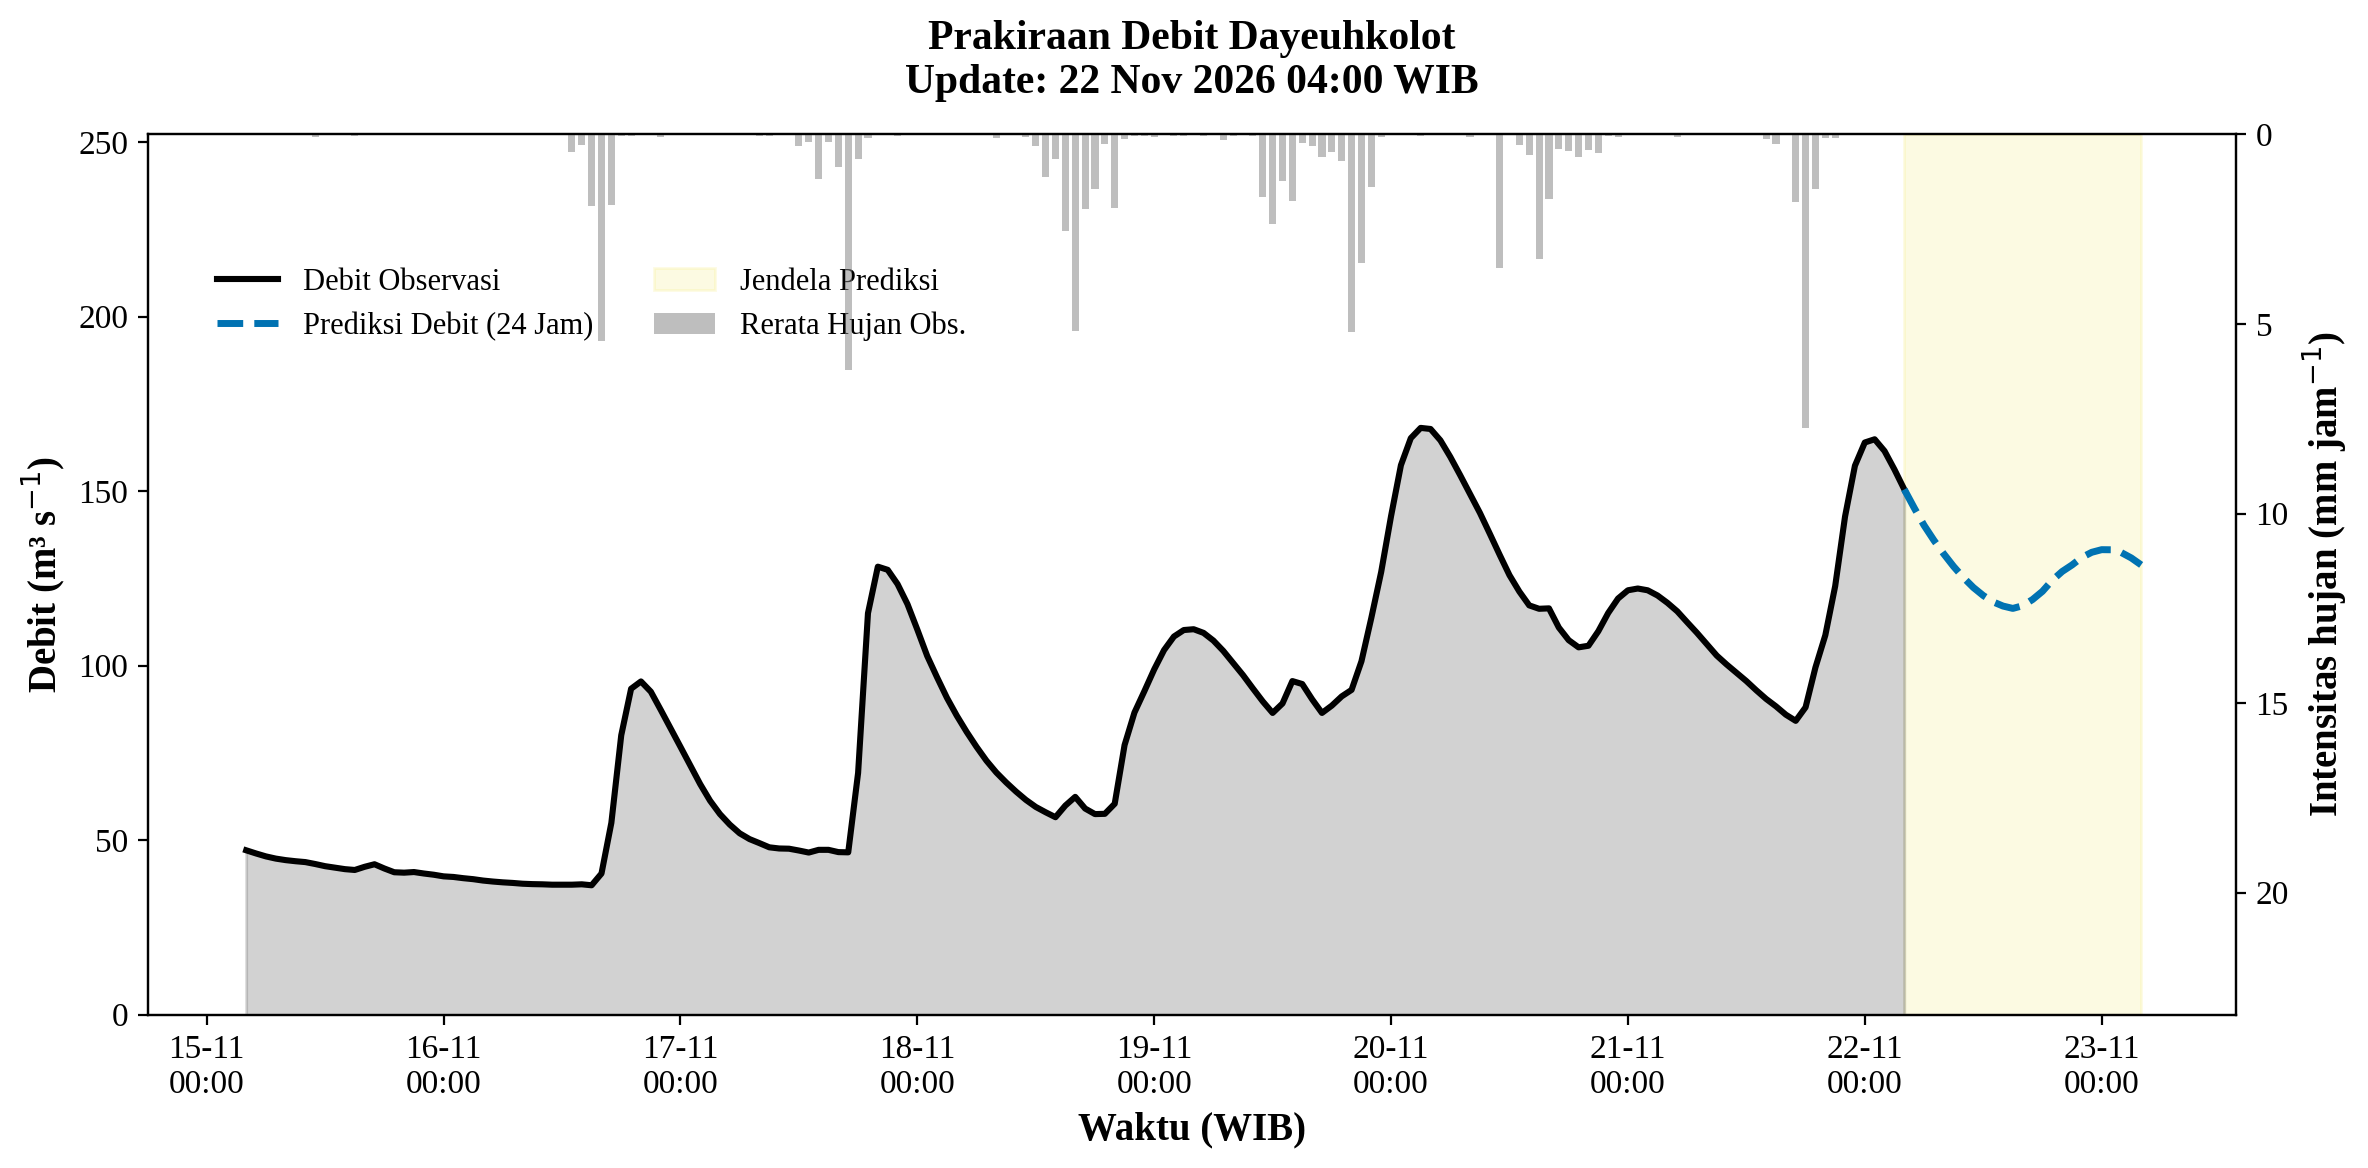 Prakiraan Debit Dayeuhkolot
Update: 22 Nov 2026 04:00 WIB
Debit (m³ s⁻¹)
250
200
150
100
50
0
Debit Observasi
Prediksi Debit (24 Jam)
Jendela Prediksi
Rerata Hujan Obs.
0
5
10
15
20
Intensitas hujan (mm jam⁻¹)
15-11 16-11 17-11 18-11 19-11 20-11 21-11 22-11 23-11
00:00 00:00 00:00 00:00 00:00 00:00 00:00 00:00 00:00
Waktu (WIB)